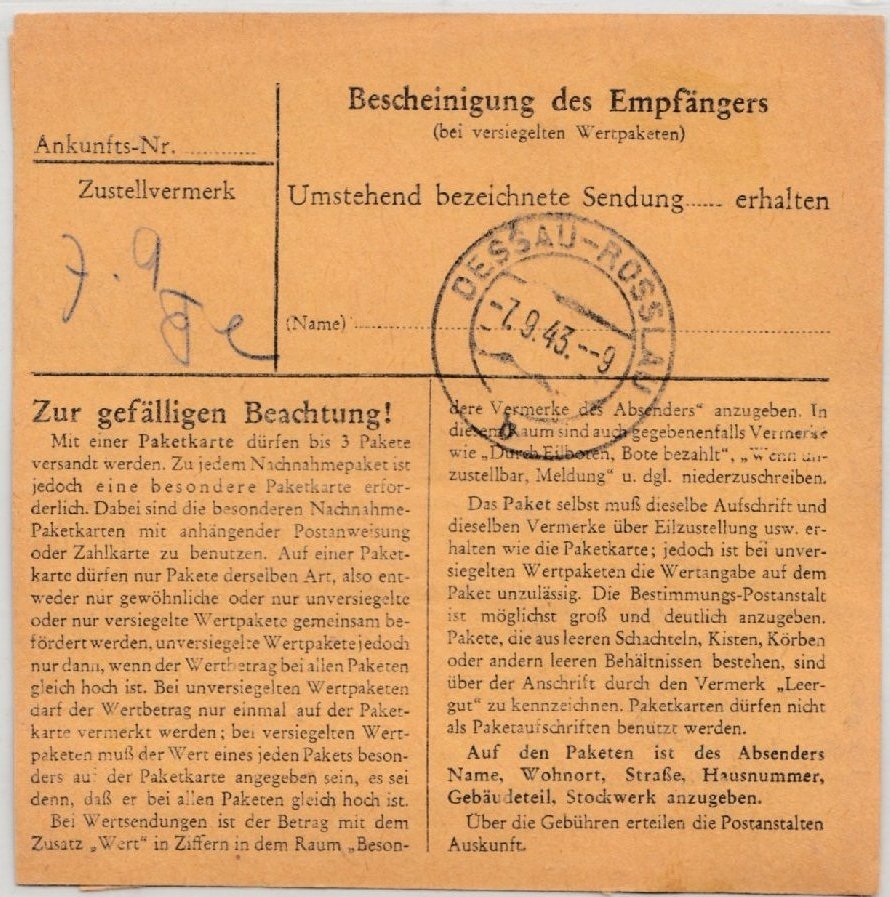 Bescheinigung des Empfängers
(bei versiegelten Wertpaketen)
Ankunfts-Nr. ............
Zustellvermerk
Umstehend bezeichnete Sendung...... erhalten
7.9
(Name)
DESSAU-ROSSLAU
-7.9.43.--9
b
Zur gefälligen Beachtung!
Mit einer Paketkarte dürfen bis 3 Pakete
versandt werden. Zu jedem Nachnahmepaket ist
jedoch eine besondere Paketkarte erfor-
derlich. Dabei sind die besonderen Nachnahme-
Paketkarten mit anhängender Postanweisung
oder Zahlkarte zu benutzen. Auf einer Paket-
karte dürfen nur Pakete derselben Art, also ent-
weder nur gewöhnliche oder nur unversiegelte
oder nur versiegelte Wertpakete gemeinsam be-
fördert werden, unversiegelte Wertpakete jedoch
nur dann, wenn der Wertbetrag bei allen Paketen
gleich hoch ist. Bei unversiegelten Wertpaketen
darf der Wertbetrag nur einmal auf der Paket-
karte vermerkt werden; bei versiegelten Wert-
paketen muß der Wert eines jeden Pakets beson-
ders auf der Paketkarte angegeben sein, es sei
denn, daß er bei allen Paketen gleich hoch ist.
Bei Wertsendungen ist der Betrag mit dem
Zusatz „Wert“ in Ziffern in dem Raum „Beson-
dere Vermerke des Absenders“ anzugeben. In
diesem Raum sind auch gegebenenfalls Vermerke
wie „Durch Eilboten, Bote bezahlt“, „Wenn un-
zustellbar, Meldung“ u. dgl. niederzuschreiben.
Das Paket selbst muß dieselbe Aufschrift und
dieselben Vermerke über Eilzustellung usw. er-
halten wie die Paketkarte; jedoch ist bei unver-
siegelten Wertpaketen die Wertangabe auf dem
Paket unzulässig. Die Bestimmungs-Postanstalt
ist möglichst groß und deutlich anzugeben.
Pakete, die aus leeren Schachteln, Kisten, Körben
oder andern leeren Behältnissen bestehen, sind
über der Anschrift durch den Vermerk „Leer-
gut“ zu kennzeichnen. Paketkarten dürfen nicht
als Paketaufschriften benutzt werden.
Auf den Paketen ist des Absenders
Name, Wohnort, Straße, Hausnummer,
Gebäudeteil, Stockwerk anzugeben.
Über die Gebühren erteilen die Postanstalten
Auskunft.